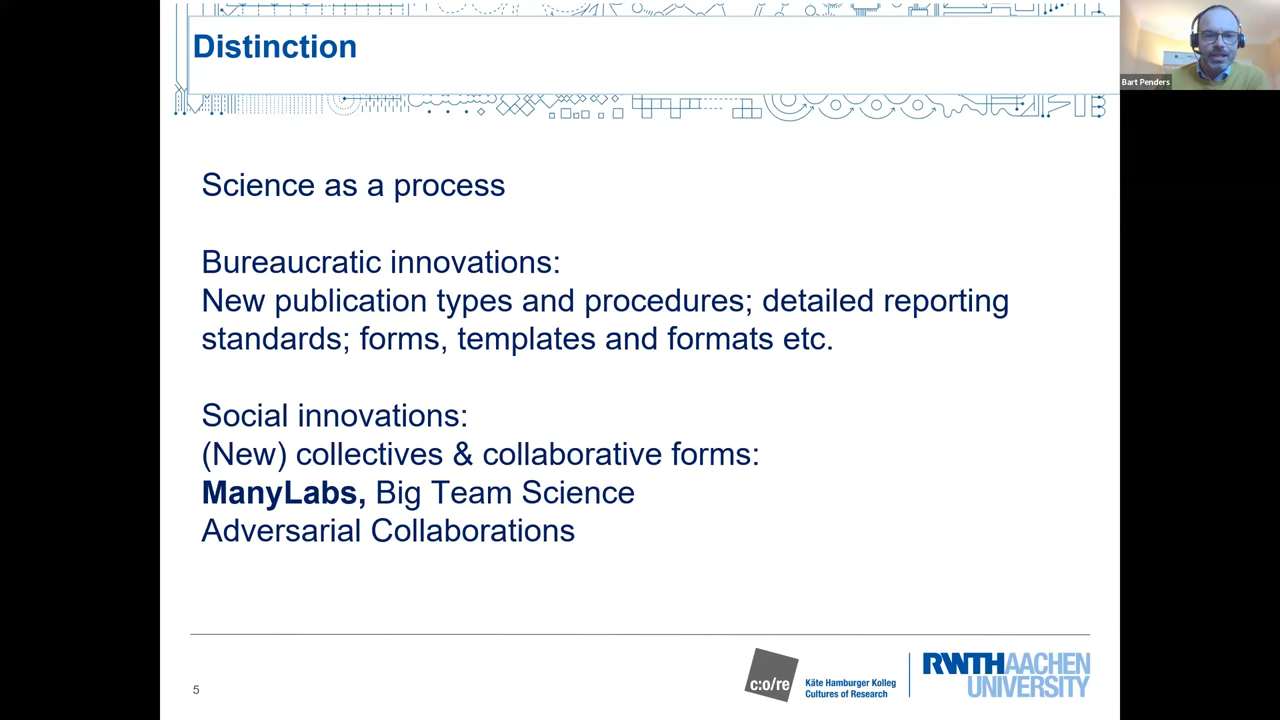 Distinction
Bart Penders
Science as a process
Bureaucratic innovations:
New publication types and procedures; detailed reporting
standards; forms, templates and formats etc.
Social innovations:
(New) collectives & collaborative forms:
ManyLabs, Big Team Science
Adversarial Collaborations
5
c:o/re
Käte Hamburger Kolleg
Cultures of Research
RWTHAACHEN
UNIVERSITY